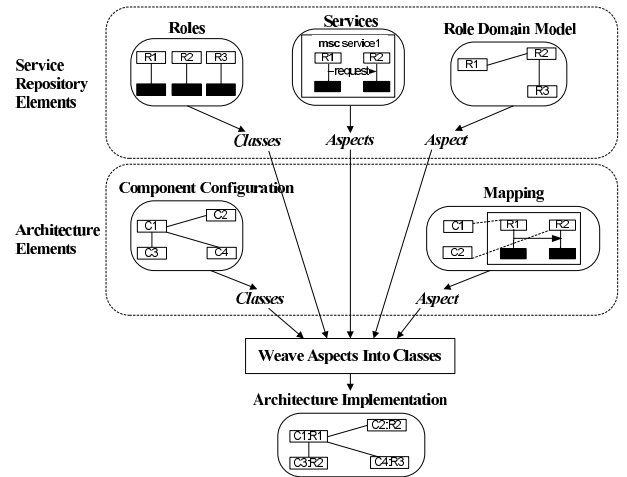 Roles
Services
Role Domain Model
R1 R2 R3
msc service1
R1 R2
request
R1
R2
R3
Service
Repository
Elements
Classes
Aspects
Aspect
Component Configuration
Mapping
C1
C2
C3
C4
C1
R1
R2
C2
Architecture
Elements
Classes
Aspect
Weave Aspects Into Classes
Architecture Implementation
C1:R1
C2:R2
C3:R2
C4:R3